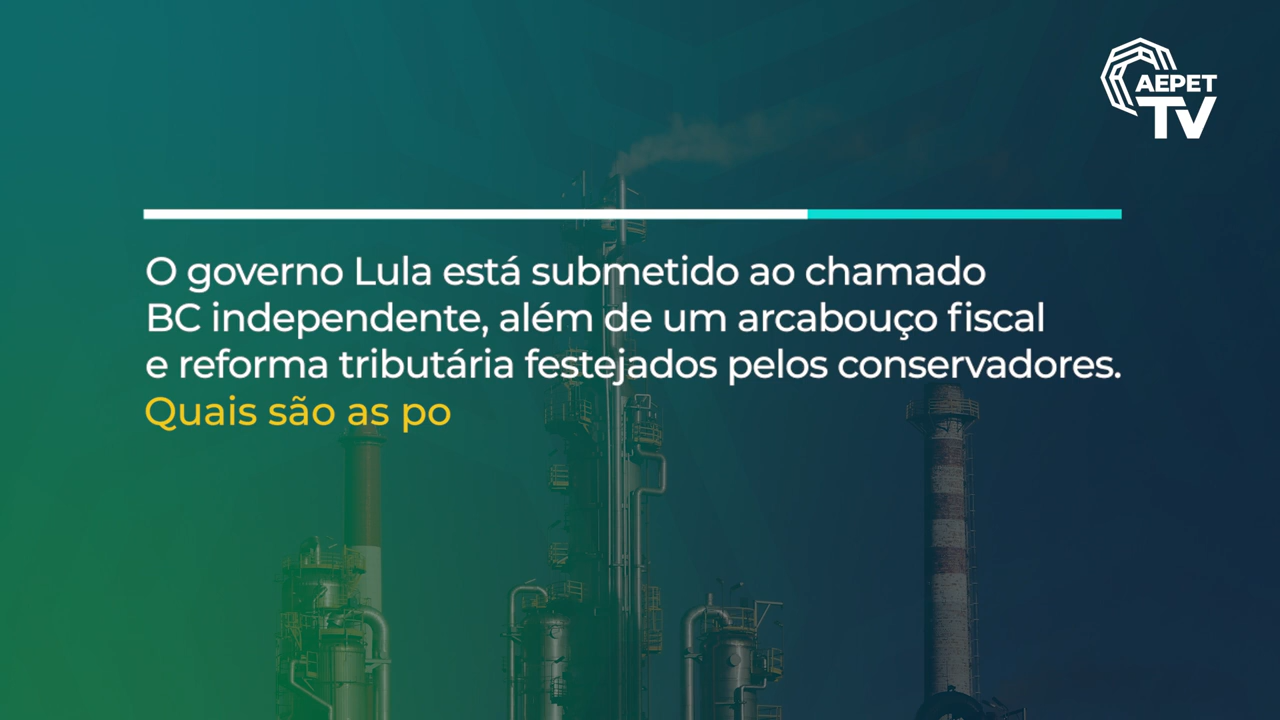 AEPET
TV
O governo Lula está submetido ao chamado
BC independente, além de um arcabouço fiscal
e reforma tributária festejados pelos conservadores.
Quais são as po